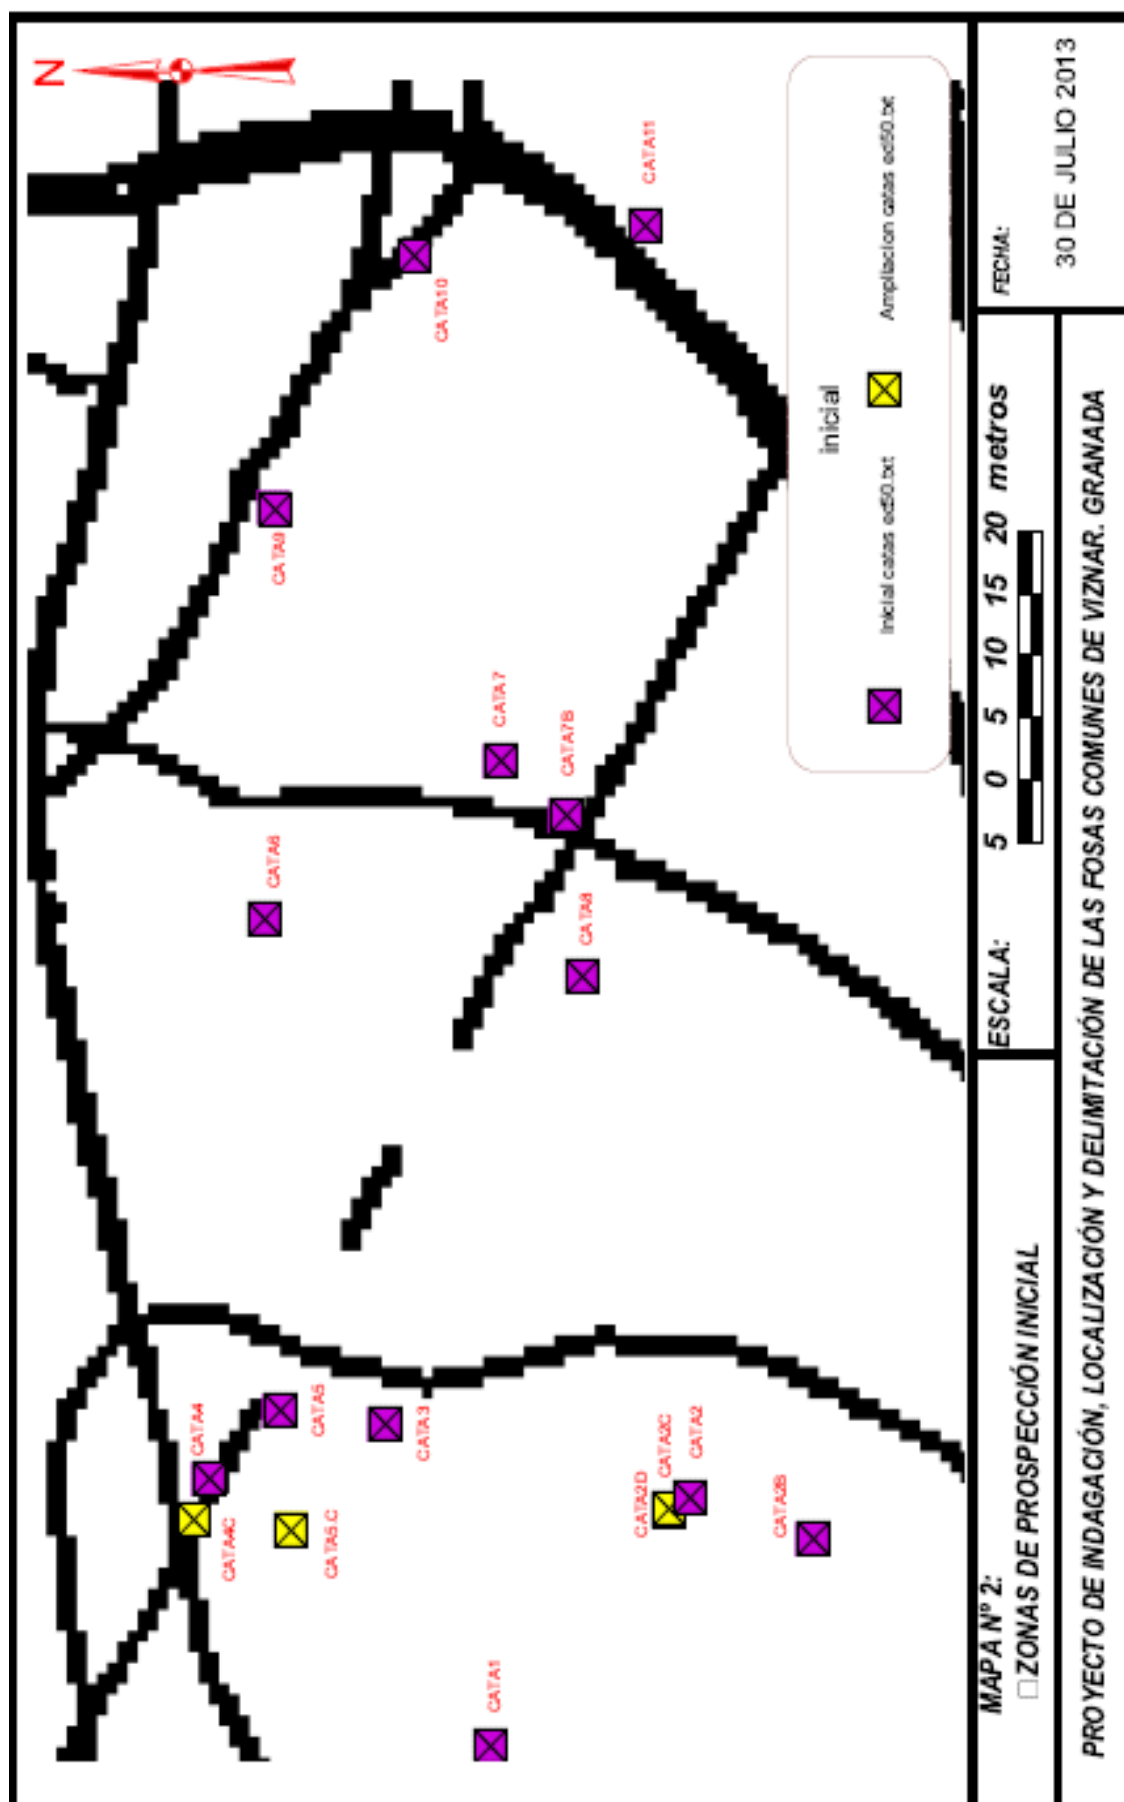 N
CATA11
CATA10
CATA9
CATA7
CATA7B
CATA6
CATA8
CATA5
CATA4
CATA3
CATA4C
CATA5.C
CATA2D
CATA2C
CATA2
CATA2B
CATA1
inicial
Inicial catas ed50.txt
Ampliacion catas ed50.txt
MAPA Nº 2:
□ZONAS DE PROSPECCIÓN INICIAL
ESCALA:
5 0 5 10 15 20 metros
FECHA:
30 DE JULIO 2013
PROYECTO DE INDAGACIÓN, LOCALIZACIÓN Y DELIMITACIÓN DE LAS FOSAS COMUNES DE VIZNAR. GRANADA